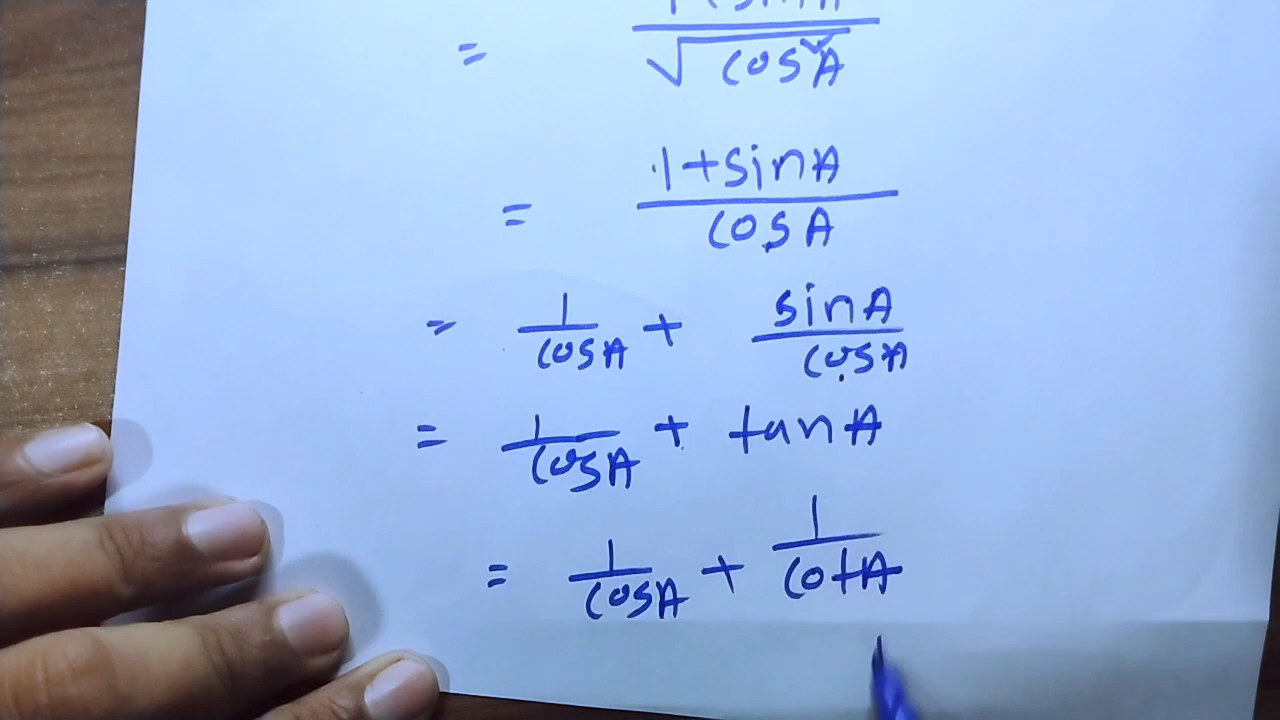 = / √cos²A
= 1+sinA / cosA
= 1/cosA + sinA/cosA
= 1/cosA + tanA
= 1/cosA + 1/cotA